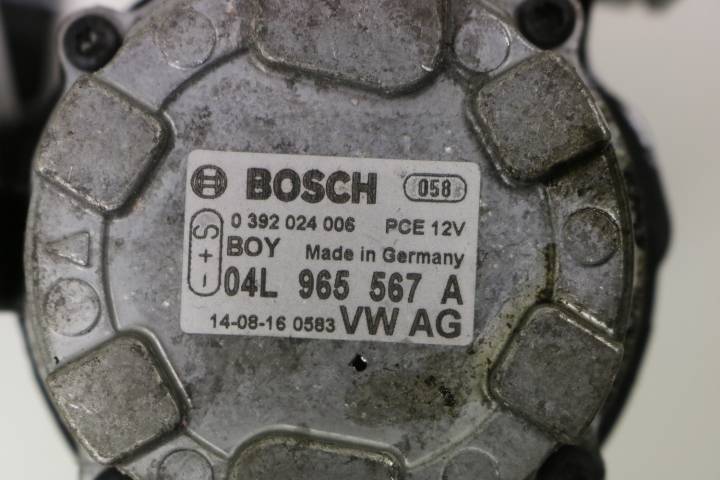 BOSCH 058
0 392 024 006 PCE 12V
S + -
BOY Made in Germany
04L 965 567 A
14-08-16 0583 VW AG